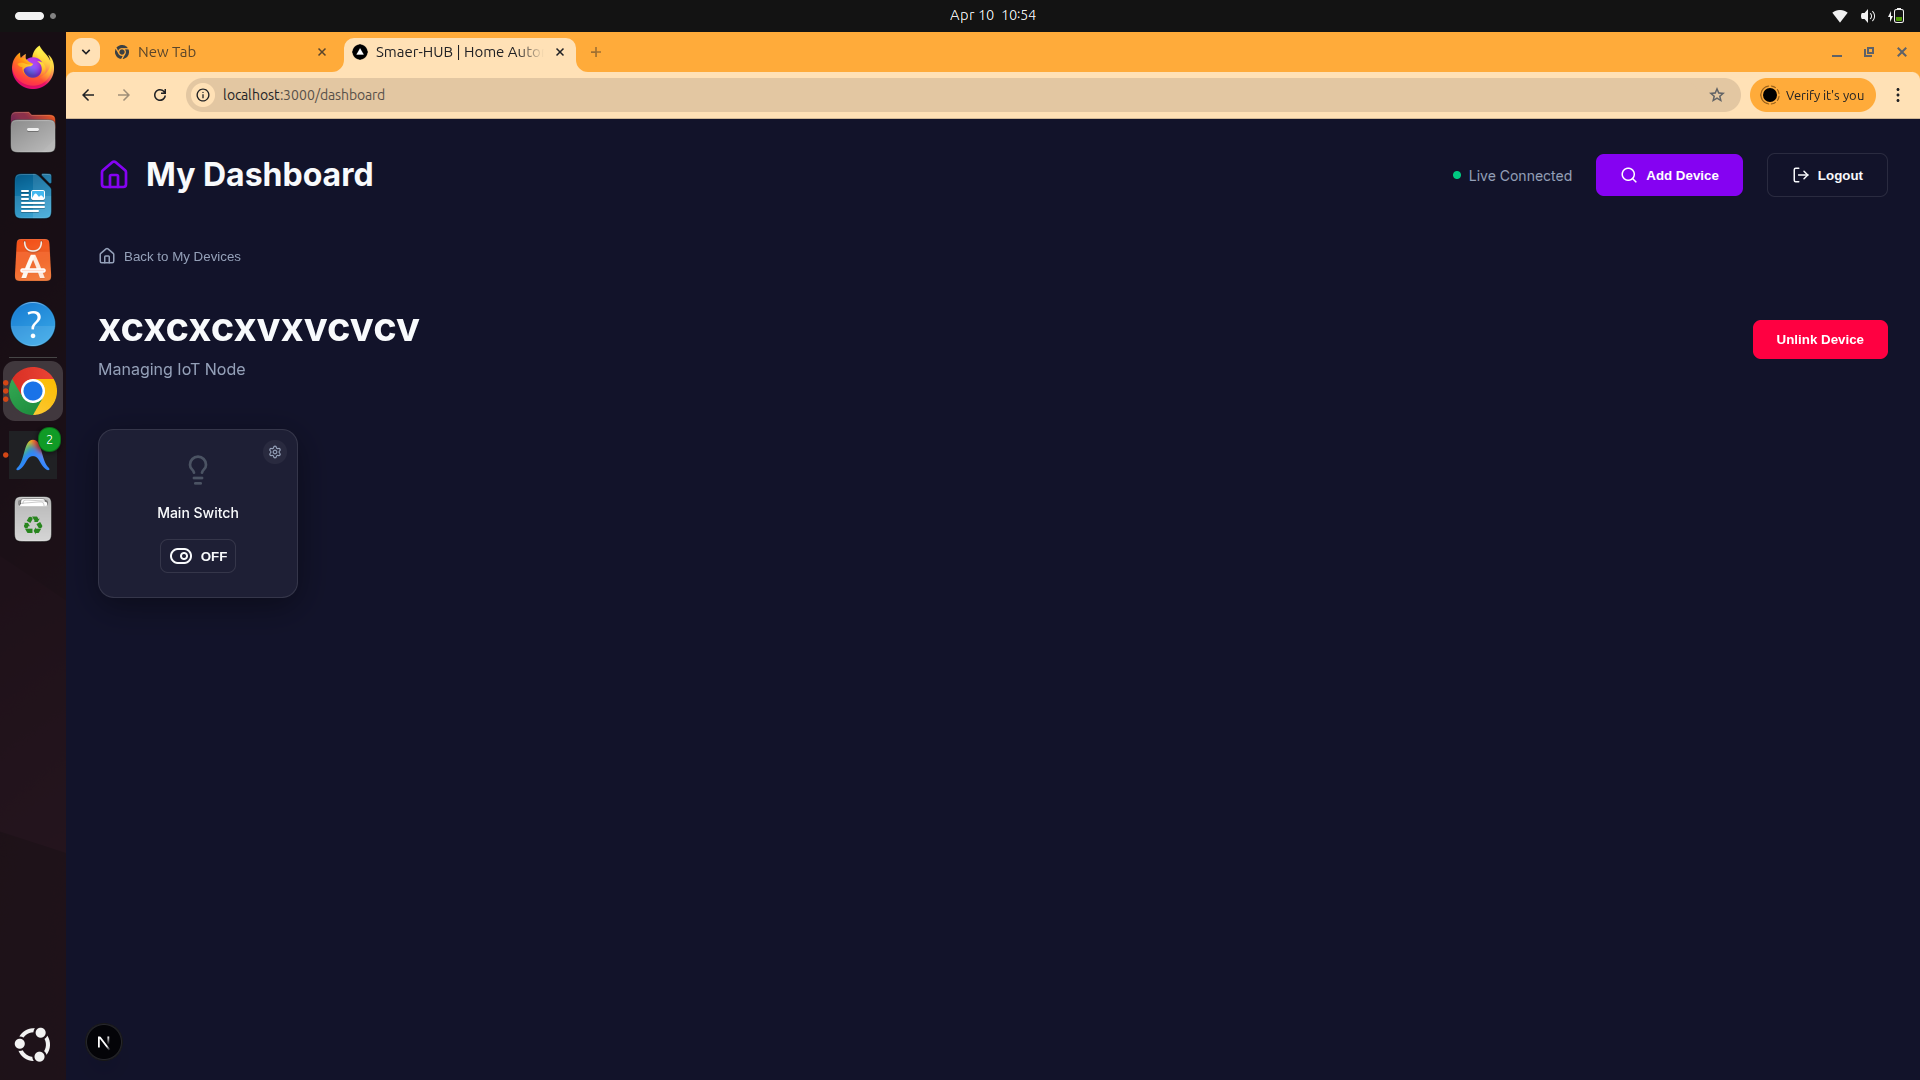 Apr 10 10:54
New Tab
Smaer-HUB | Home Auto
localhost:3000/dashboard
Verify it's you
My Dashboard
Live Connected
Add Device
Logout
Back to My Devices
xcxcxcxvxvcvcv
Unlink Device
Managing IoT Node
2
Main Switch
OFF
N